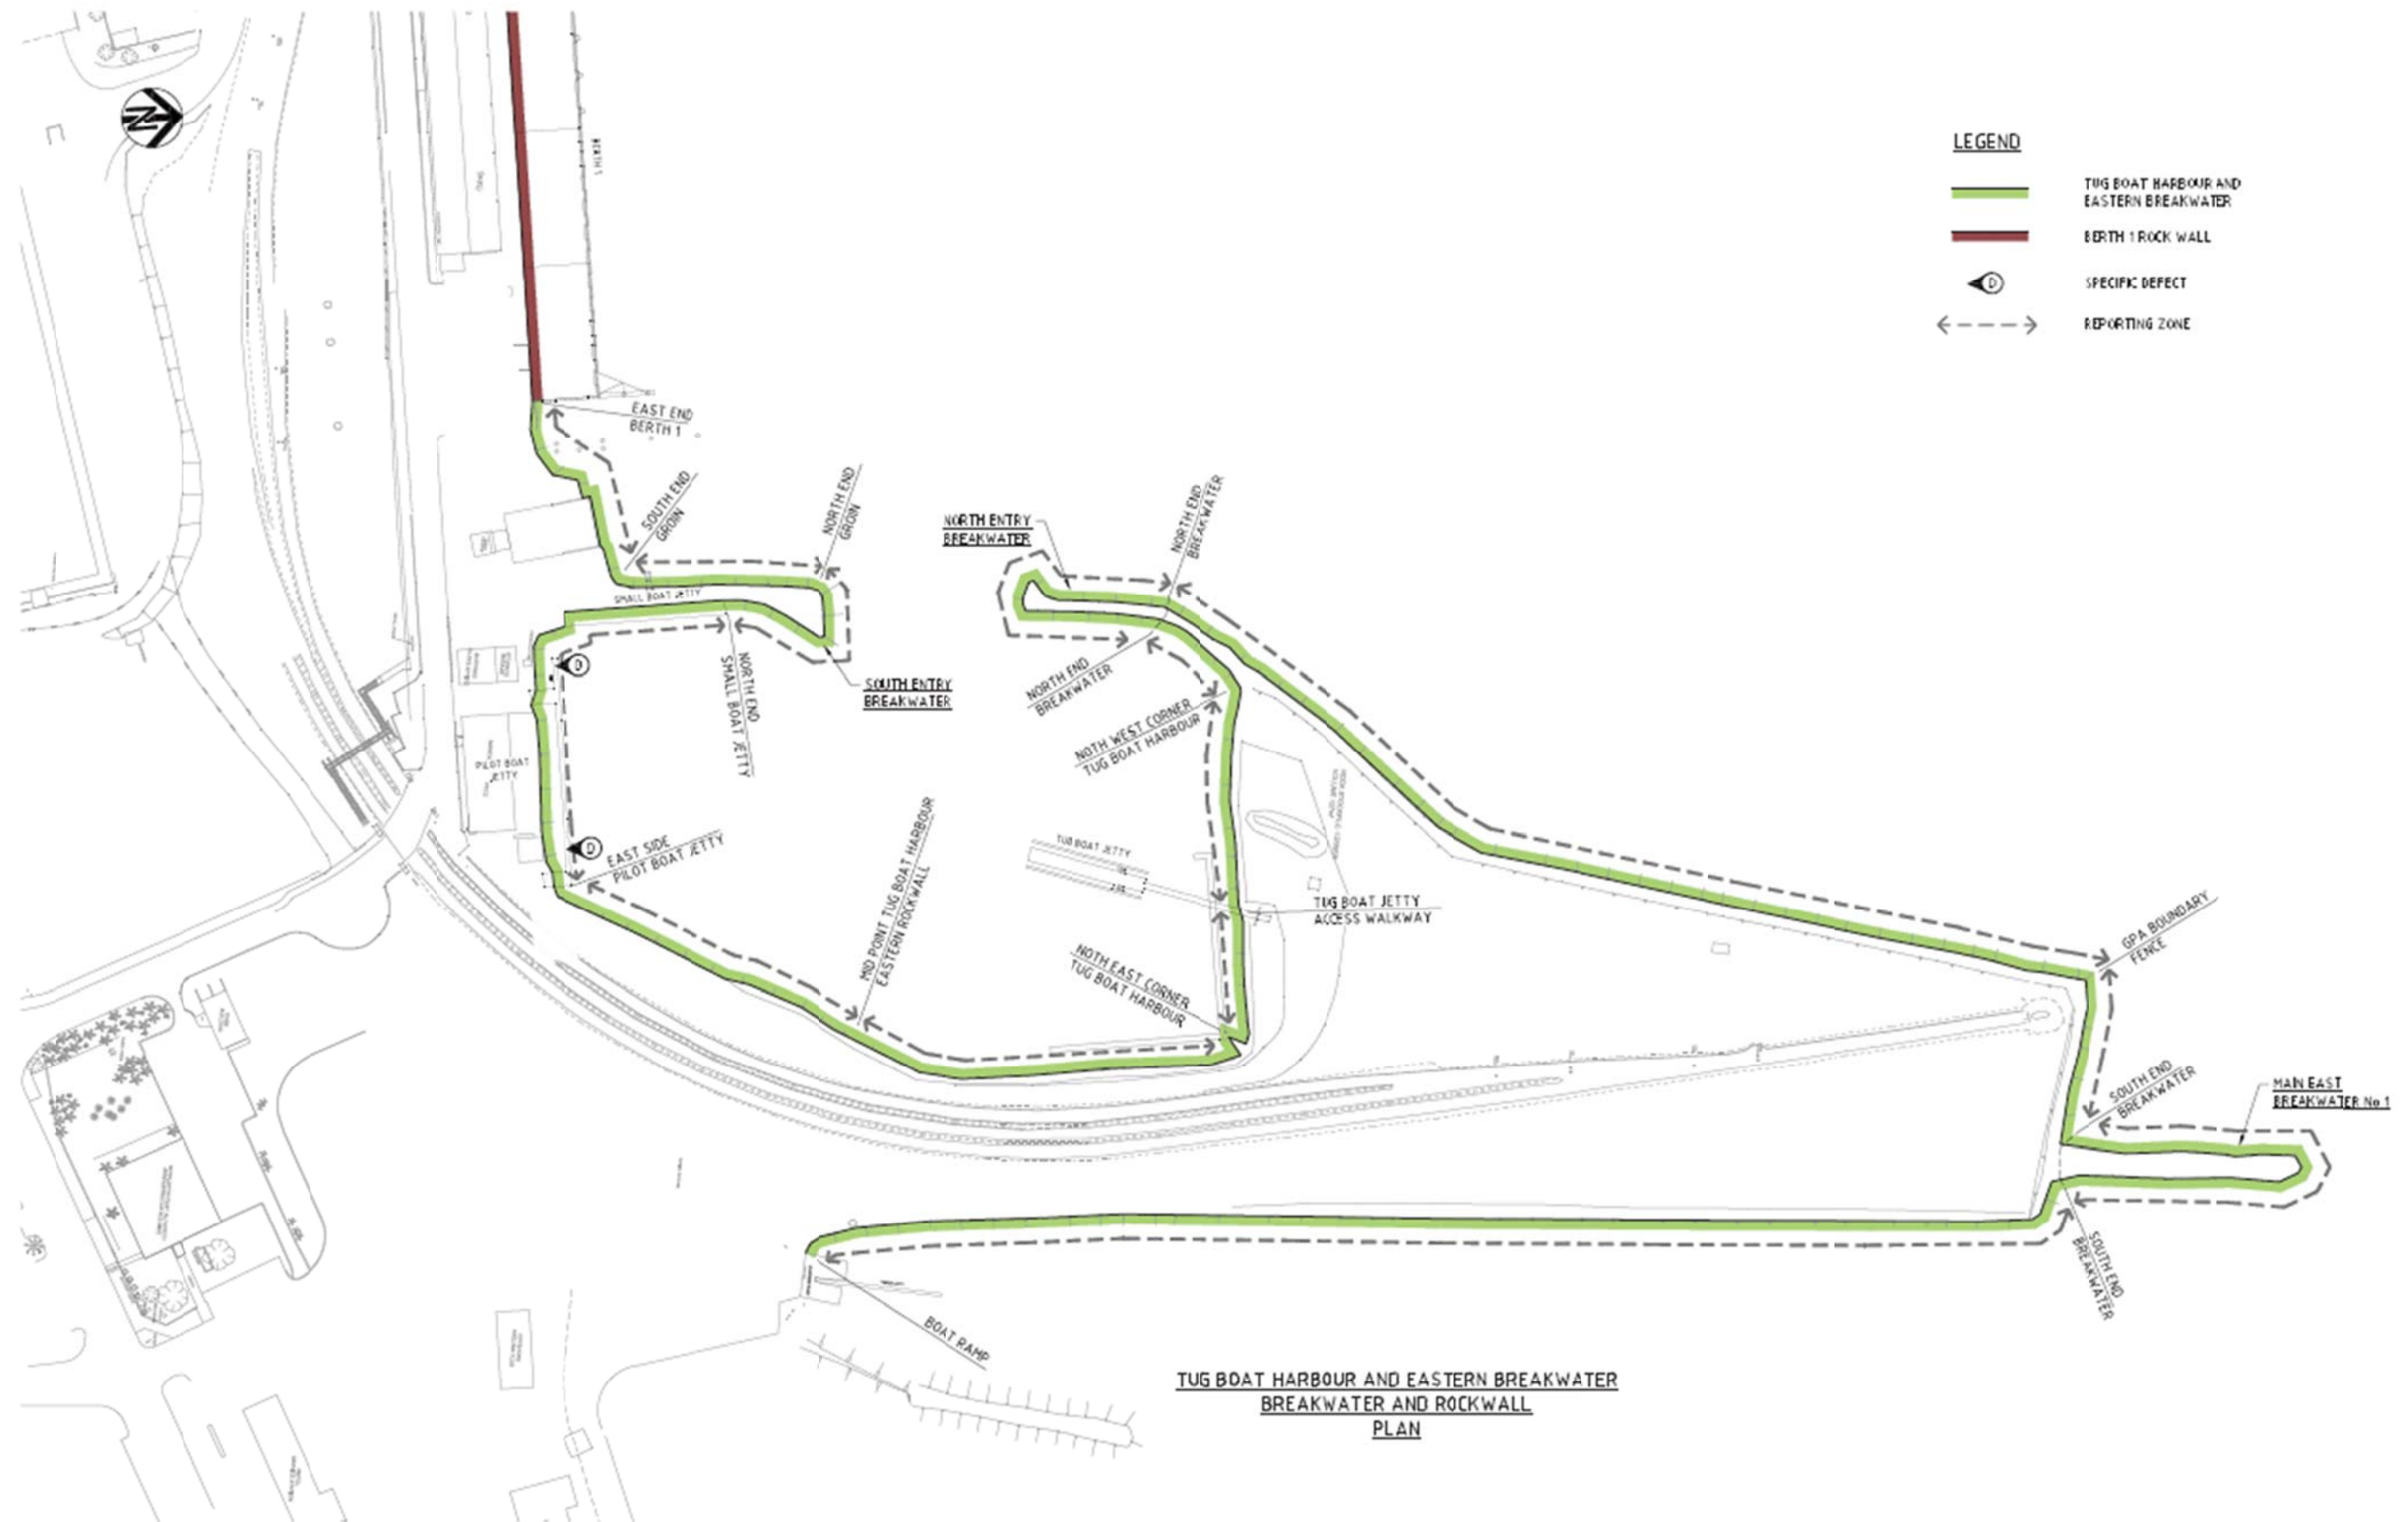 N
LEGEND
TUG BOAT HARBOUR AND
EASTERN BREAKWATER
BERTH 1 ROCK WALL
D
SPECIFIC DEFECT
REPORTING ZONE
BERTH 1
EAST END
BERTH 1
SOUTH END
GROIN
NORTH END
GROIN
NORTH ENTRY
BREAKWATER
NORTH END
BREAKWATER
SMALL BOAT JETTY
D
NORTH END
SMALL BOAT JETTY
SOUTH ENTRY
BREAKWATER
NORTH END
BREAKWATER
NOTH WEST CORNER
TUG BOAT HARBOUR
PILOT BOAT
JETTY
D
EAST SIDE
PILOT BOAT JETTY
MID POINT TUG BOAT HARBOUR
EASTERN ROCKWALL
TUG BOAT JETTY
TUG BOAT JETTY
ACCESS WALKWAY
NOTH EAST CORNER
TUG BOAT HARBOUR
GPA BOUNDARY
FENCE
SOUTH END
BREAKWATER
MAIN EAST
BREAKWATER No 1
SOUTH END
BREAKWATER
BOAT RAMP
TUG BOAT HARBOUR AND EASTERN BREAKWATER
BREAKWATER AND ROCKWALL
PLAN